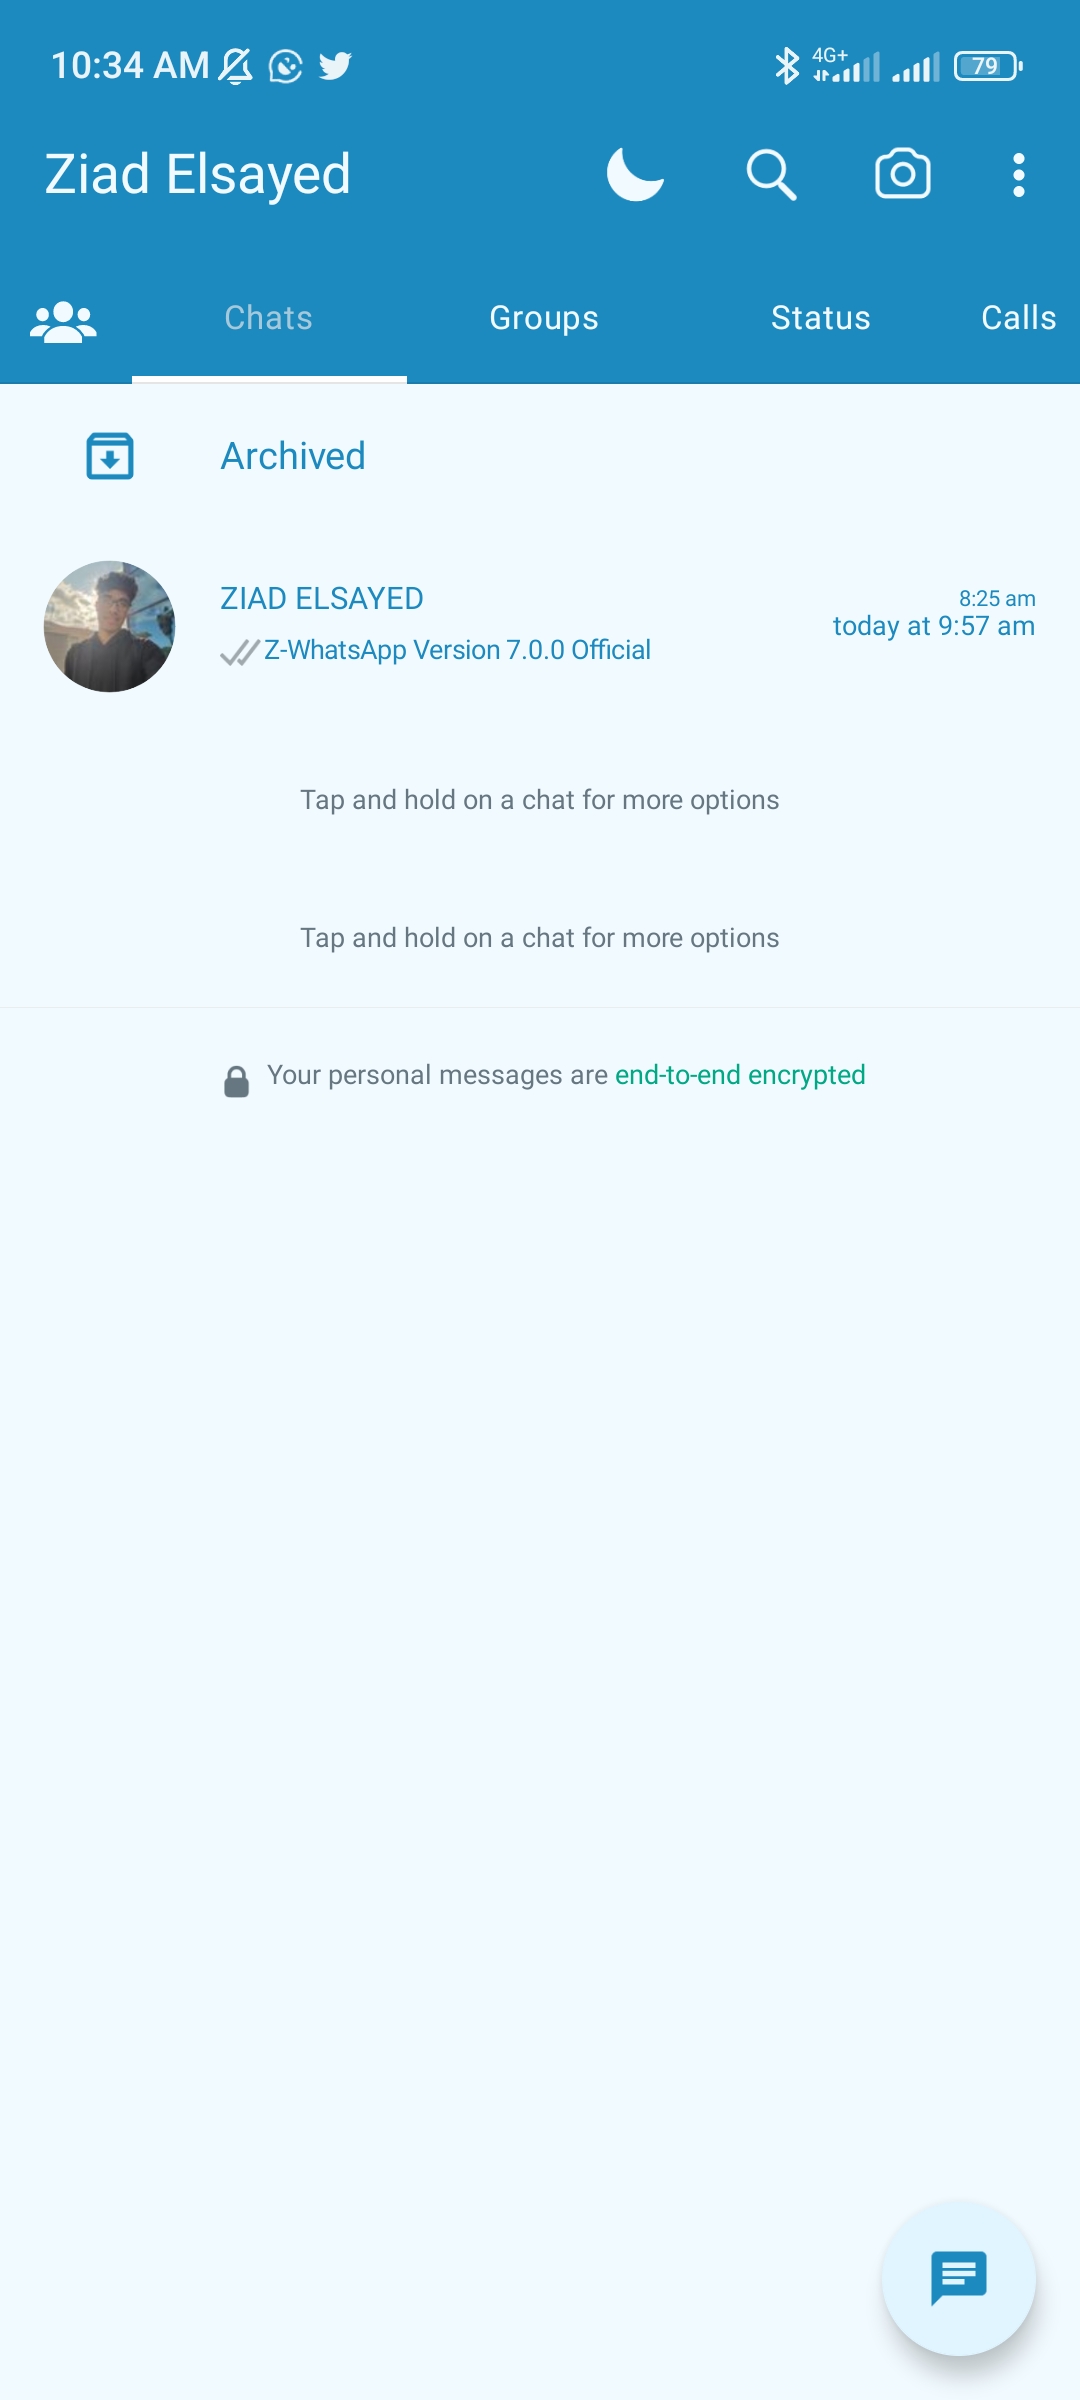 10:34 AM
4G+
79
Ziad Elsayed
Chats
Groups
Status
Calls
Archived
ZIAD ELSAYED
8:25 am
today at 9:57 am
Z-WhatsApp Version 7.0.0 Official
Tap and hold on a chat for more options
Tap and hold on a chat for more options
Your personal messages are end-to-end encrypted